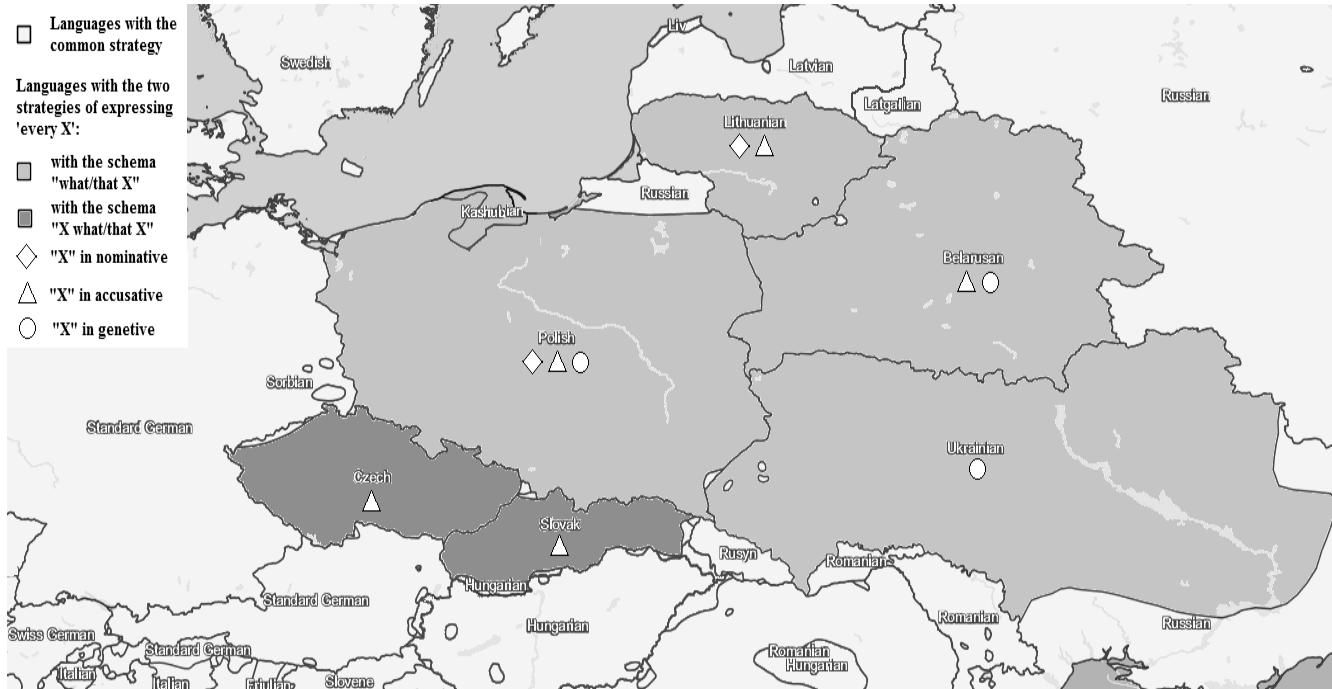 Languages with the
common strategy
Languages with the two
strategies of expressing
'every X':
with the schema
"what/that X"
with the schema
"X what/that X"
"X" in nominative
"X" in accusative
"X" in genetive
Liv
Swedish
Latvian
Russian
Latgalian
Lithuanian
Russian
Kashubian
Belarusan
Polish
Sorbian
Standard German
Ukrainian
Czech
Slovak
Rusyn
Romanian
Hungarian
Standard German
Romanian
Hungarian
Russian
Swiss German
Standard German
Romanian
Hungarian
Italian
Italian
Friulian
Slovene